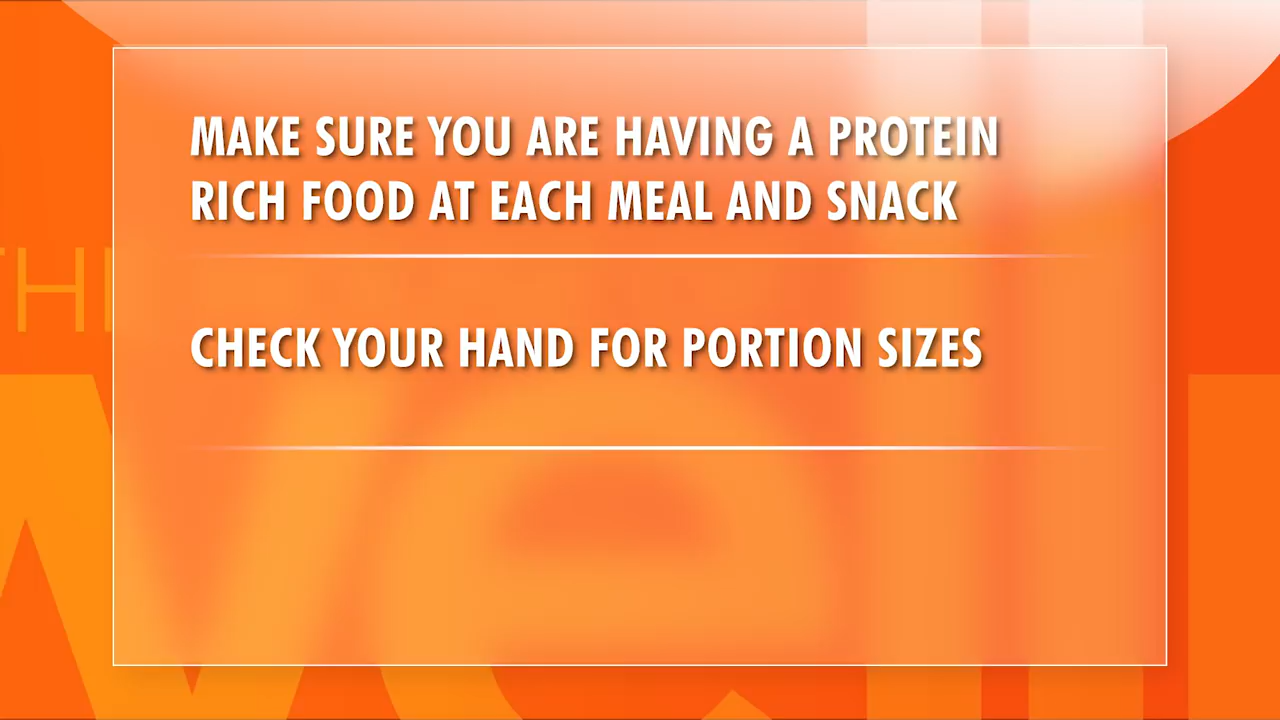 MAKE SURE YOU ARE HAVING A PROTEIN
RICH FOOD AT EACH MEAL AND SNACK
CHECK YOUR HAND FOR PORTION SIZES